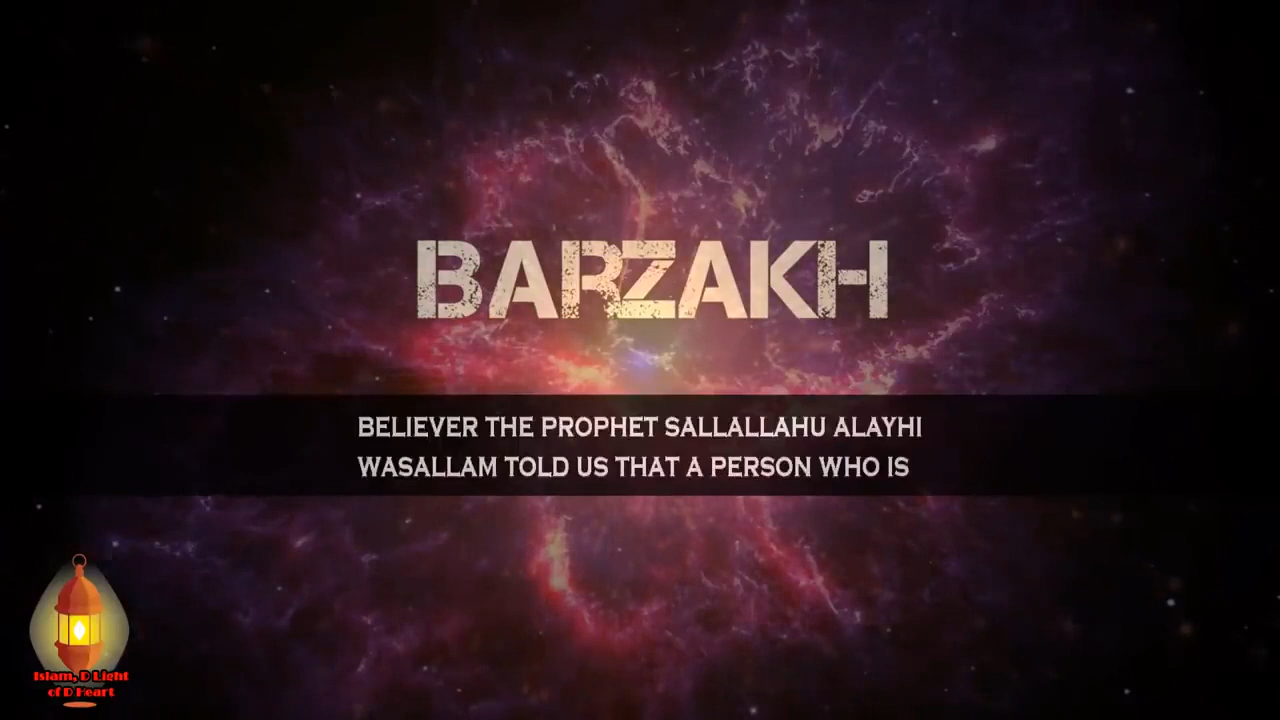 BARZAKH
BELIEVER THE PROPHET SALLALLAHU ALAYHI
WASALLAM TOLD US THAT A PERSON WHO IS
Islam, D Light
of D Heart